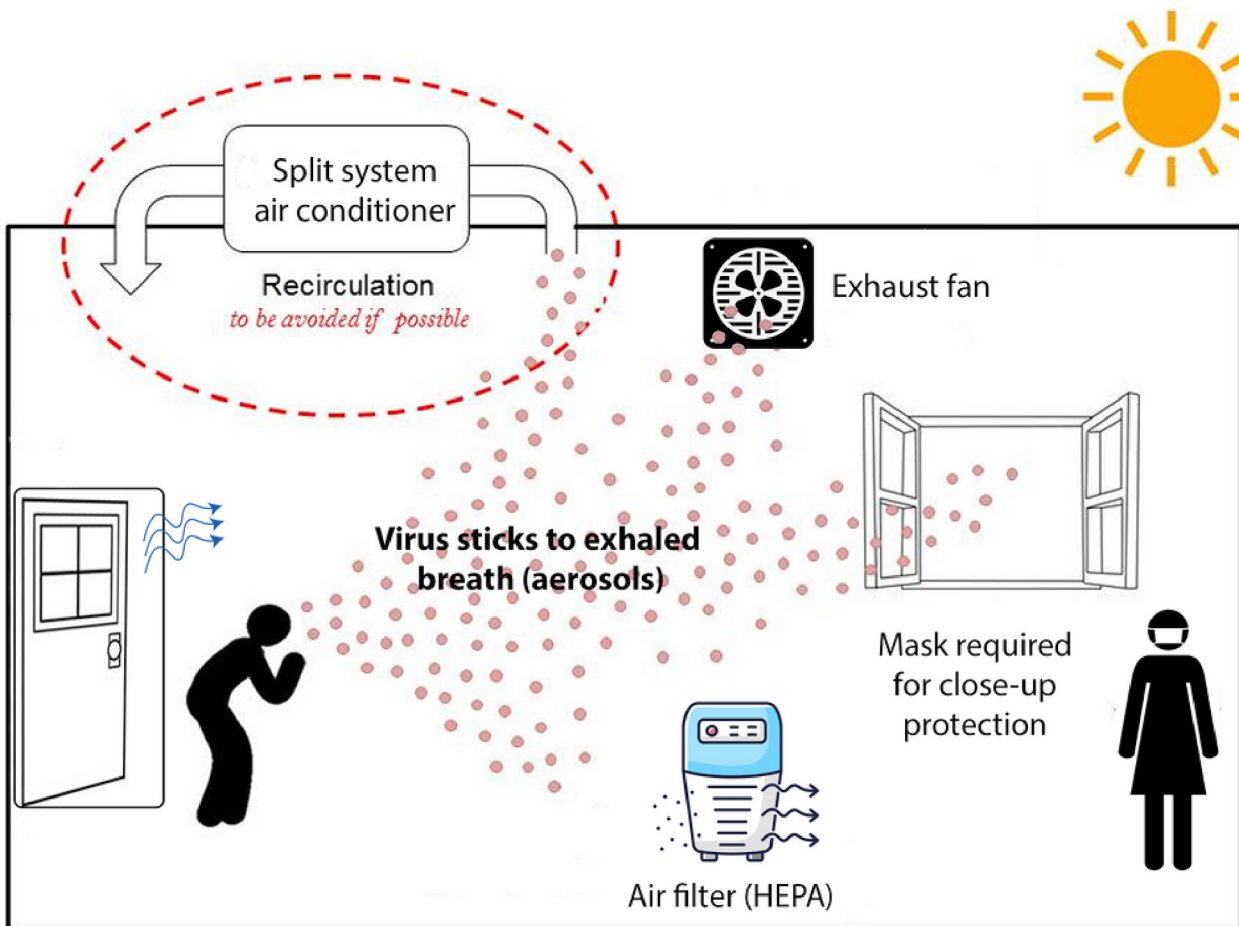 Split system
air conditioner
Recirculation
to be avoided if possible
Exhaust fan
Virus sticks to exhaled
breath (aerosols)
Mask required
for close-up
protection
Air filter (HEPA)